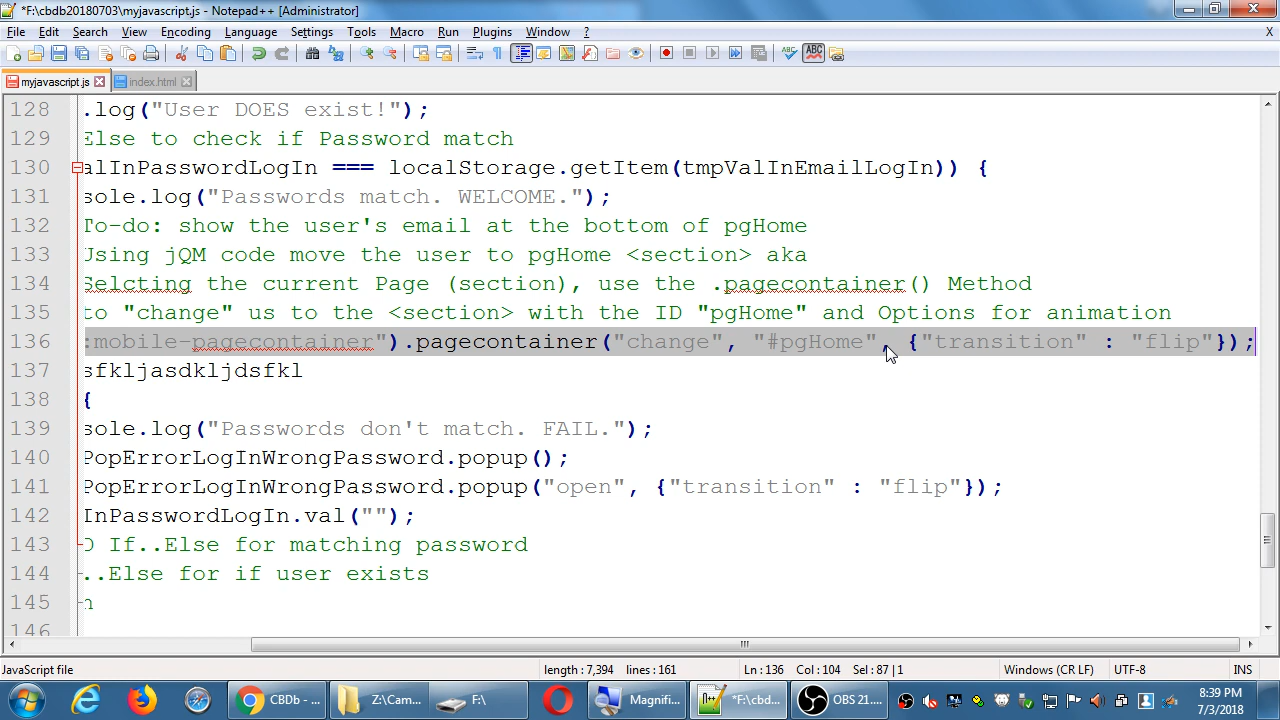 *F:\cbdb20180703\myjavascript.js - Notepad++ [Administrator]
File Edit Search View Encoding Language Settings Tools Macro Run Plugins Window ? X
myjavascript.js index.html
128 .log("User DOES exist!");
129 Else to check if Password match
130 alInPasswordLogIn === localStorage.getItem(tmpValInEmailLogIn)) {
131 sole.log("Passwords match. WELCOME.");
132 To-do: show the user's email at the bottom of pgHome
133 Using jQM code move the user to pgHome <section> aka
134 Selcting the current Page (section), use the .pagecontainer() Method
135 to "change" us to the <section> with the ID "pgHome" and Options for animation
136 :mobile-pagecontainer").pagecontainer("change", "#pgHome", {"transition" : "flip"});
137 sfkljasdkljdsfkl
138 {
139 sole.log("Passwords don't match. FAIL.");
140 PopErrorLogInWrongPassword.popup();
141 PopErrorLogInWrongPassword.popup("open", {"transition" : "flip"});
142 InPasswordLogIn.val("");
143 D If..Else for matching password
144 ..Else for if user exists
145 n
146
JavaScript file length : 7,394 lines : 161 Ln : 136 Col : 104 Sel : 87 | 1 Windows (CR LF) UTF-8 INS
CBDb - ... Z:\Cam... F:\ Magnifi... *F:\cbd... OBS 21....
8:39 PM
7/3/2018